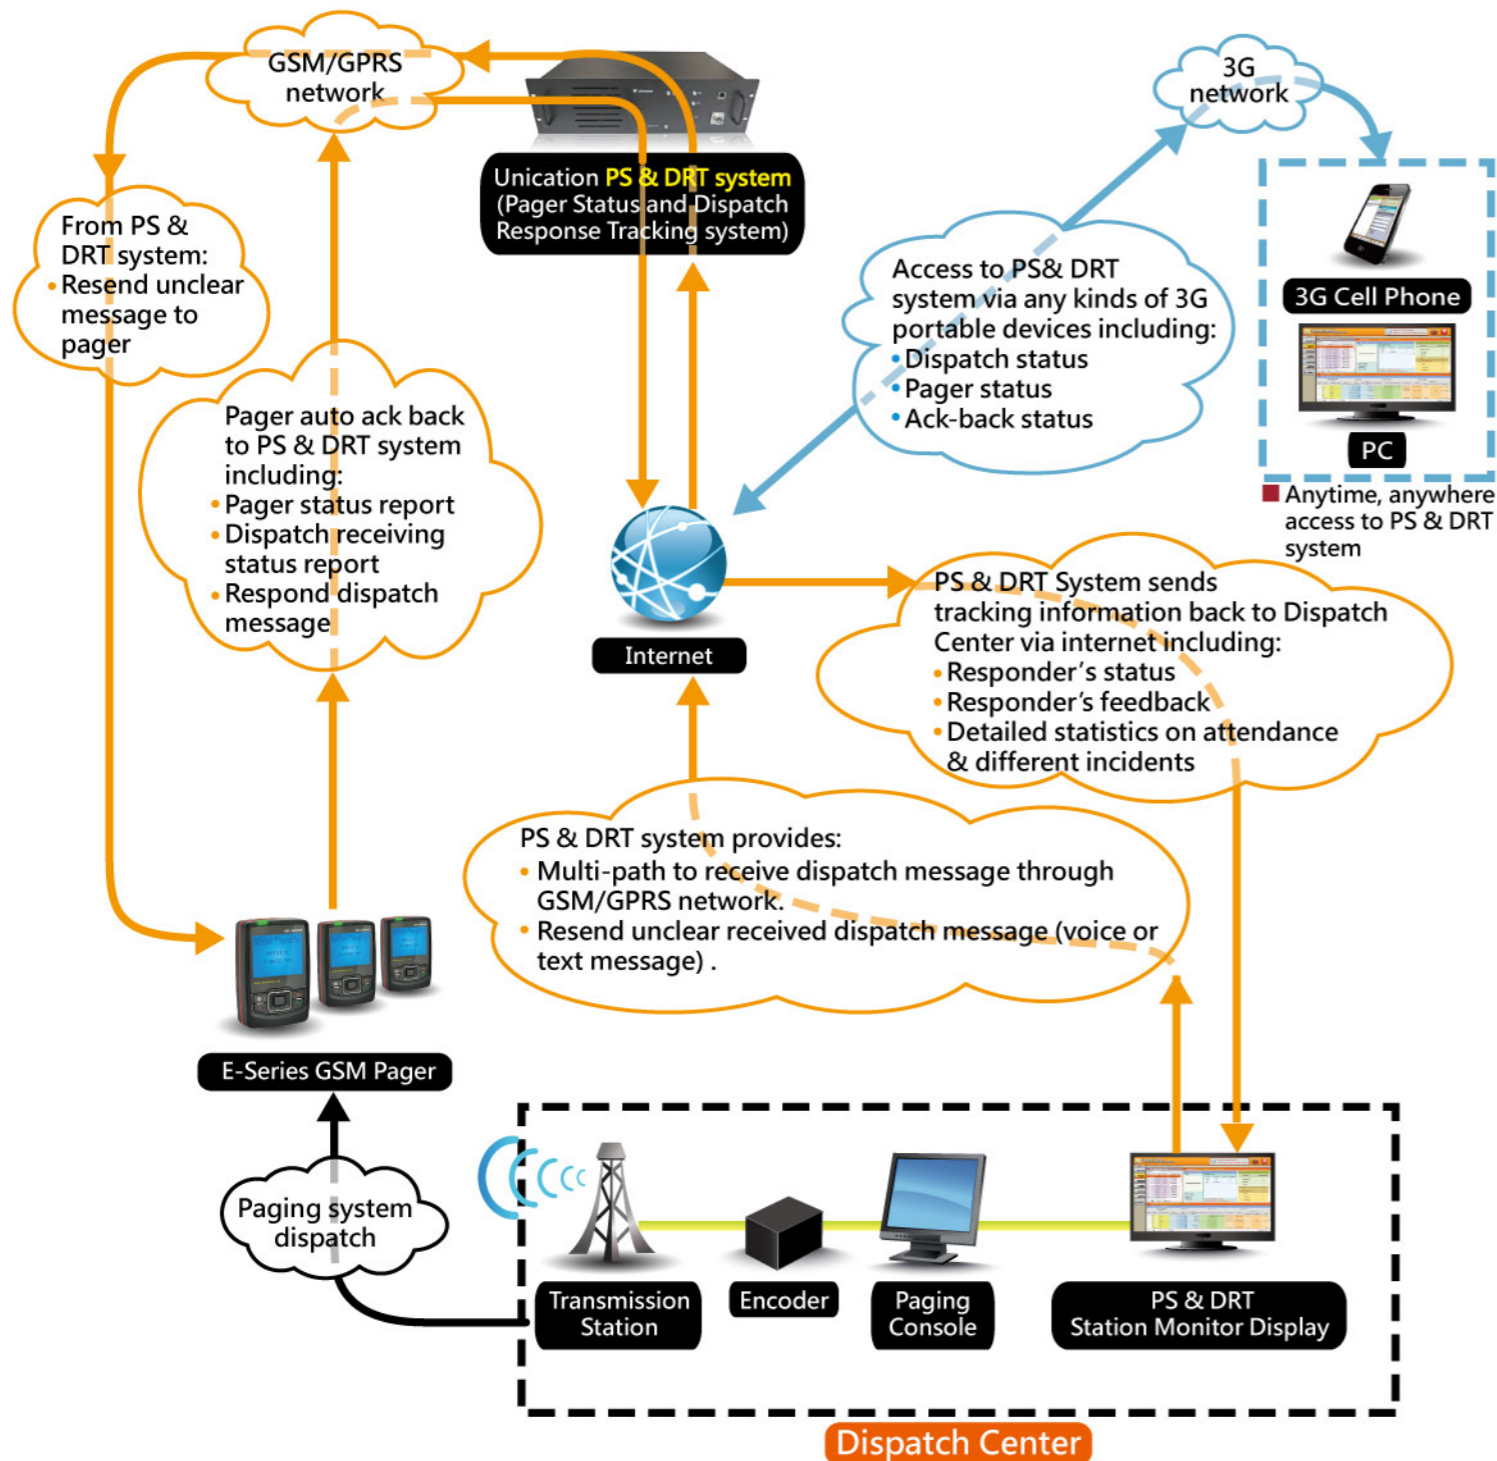 GSM/GPRS
network
3G
network
Unication PS & DRT system
(Pager Status and Dispatch
Response Tracking system)
From PS &
DRT system:
• Resend unclear
message to
pager
Access to PS& DRT
system via any kinds of 3G
portable devices including:
• Dispatch status
• Pager status
• Ack-back status
3G Cell Phone
PC
Anytime, anywhere
access to PS & DRT
system
Pager auto ack back
to PS & DRT system
including:
• Pager status report
• Dispatch receiving
status report
• Respond dispatch
message
Internet
PS & DRT System sends
tracking information back to Dispatch
Center via internet including:
• Responder's status
• Responder's feedback
• Detailed statistics on attendance
& different incidents
PS & DRT system provides:
• Multi-path to receive dispatch message through
GSM/GPRS network.
• Resend unclear received dispatch message (voice or
text message) .
E-Series GSM Pager
Paging system
dispatch
Transmission
Station
Encoder
Paging
Console
PS & DRT
Station Monitor Display
Dispatch Center